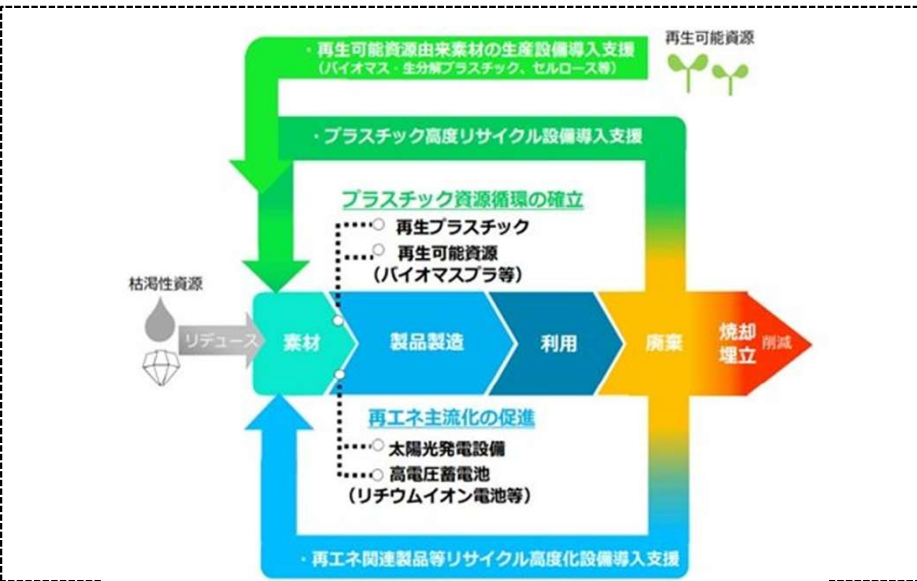 ・再生可能資源由来素材の生産設備導入支援
（バイオマス・生分解プラスチック、セルロース等）
再生可能資源
・プラスチック高度リサイクル設備導入支援
プラスチック資源循環の確立
再生プラスチック
再生可能資源
（バイオマスプラ等）
枯渇性資源
リデュース
素材
製品製造
利用
廃棄
焼却
埋立
削減
再エネ主流化の促進
太陽光発電設備
高電圧蓄電池
（リチウムイオン電池等）
・再エネ関連製品等リサイクル高度化設備導入支援